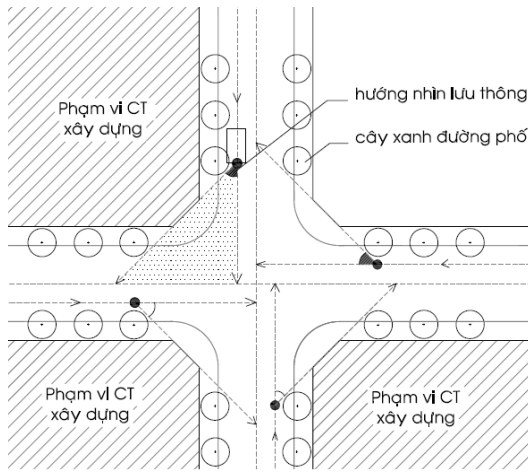 hướng nhìn lưu thông
Phạm vi CT
xây dựng
cây xanh đường phố
Phạm vi CT
xây dựng
Phạm vi CT
xây dựng